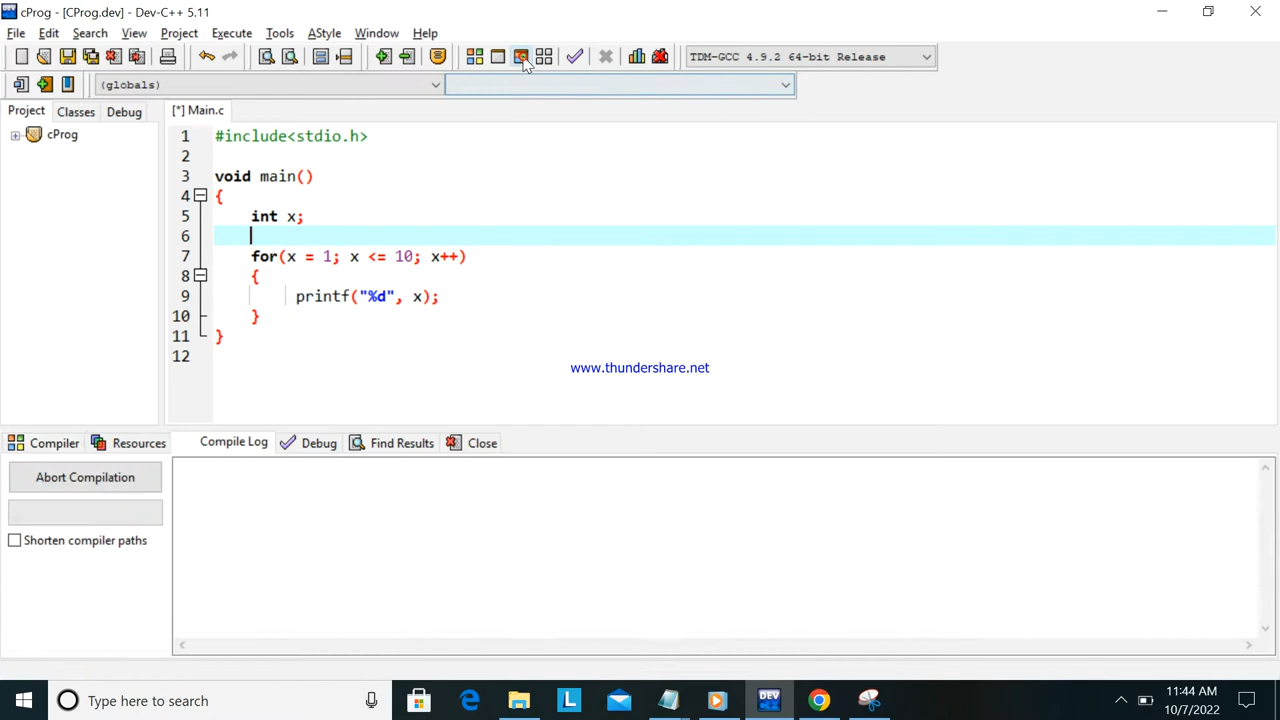 cProg - [CProg.dev] - Dev-C++ 5.11
File Edit Search View Project Execute Tools AStyle Window Help
TDM-GCC 4.9.2 64-bit Release
(globals)
Project Classes Debug
[*] Main.c
cProg
1 #include<stdio.h>
2
3 void main()
4 {
5 int x;
6
7 for(x = 1; x <= 10; x++)
8 {
9 printf("%d", x);
10 }
11 }
12
www.thundershare.net
Compiler Resources Compile Log Debug Find Results Close
Abort Compilation
Shorten compiler paths
Type here to search
L
DEV
11:44 AM
10/7/2022